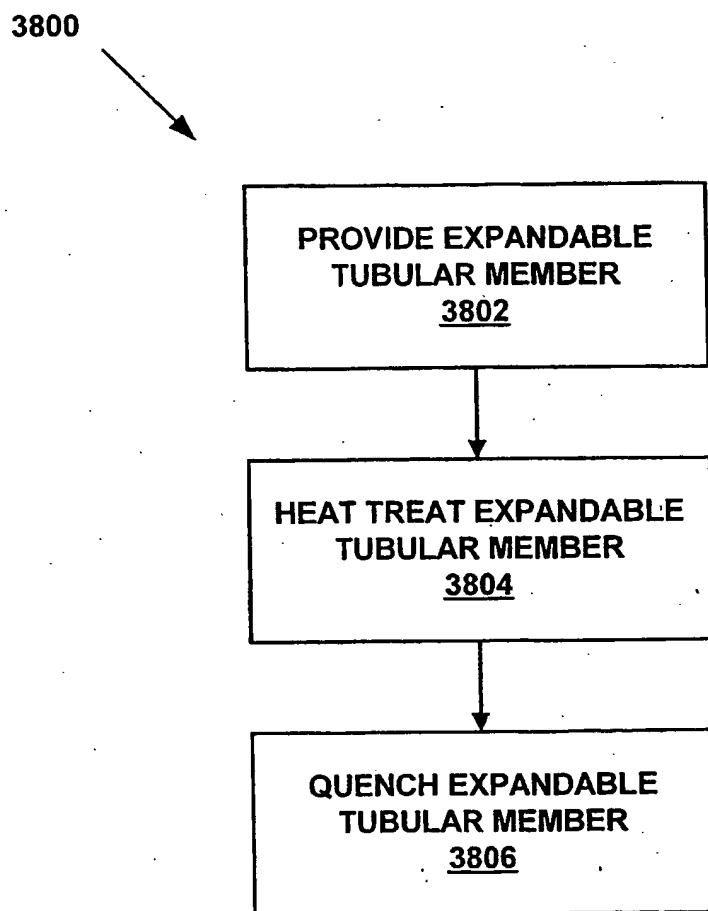 3800
PROVIDE EXPANDABLE
TUBULAR MEMBER
3802
HEAT TREAT EXPANDABLE
TUBULAR MEMBER
3804
QUENCH EXPANDABLE
TUBULAR MEMBER
3806